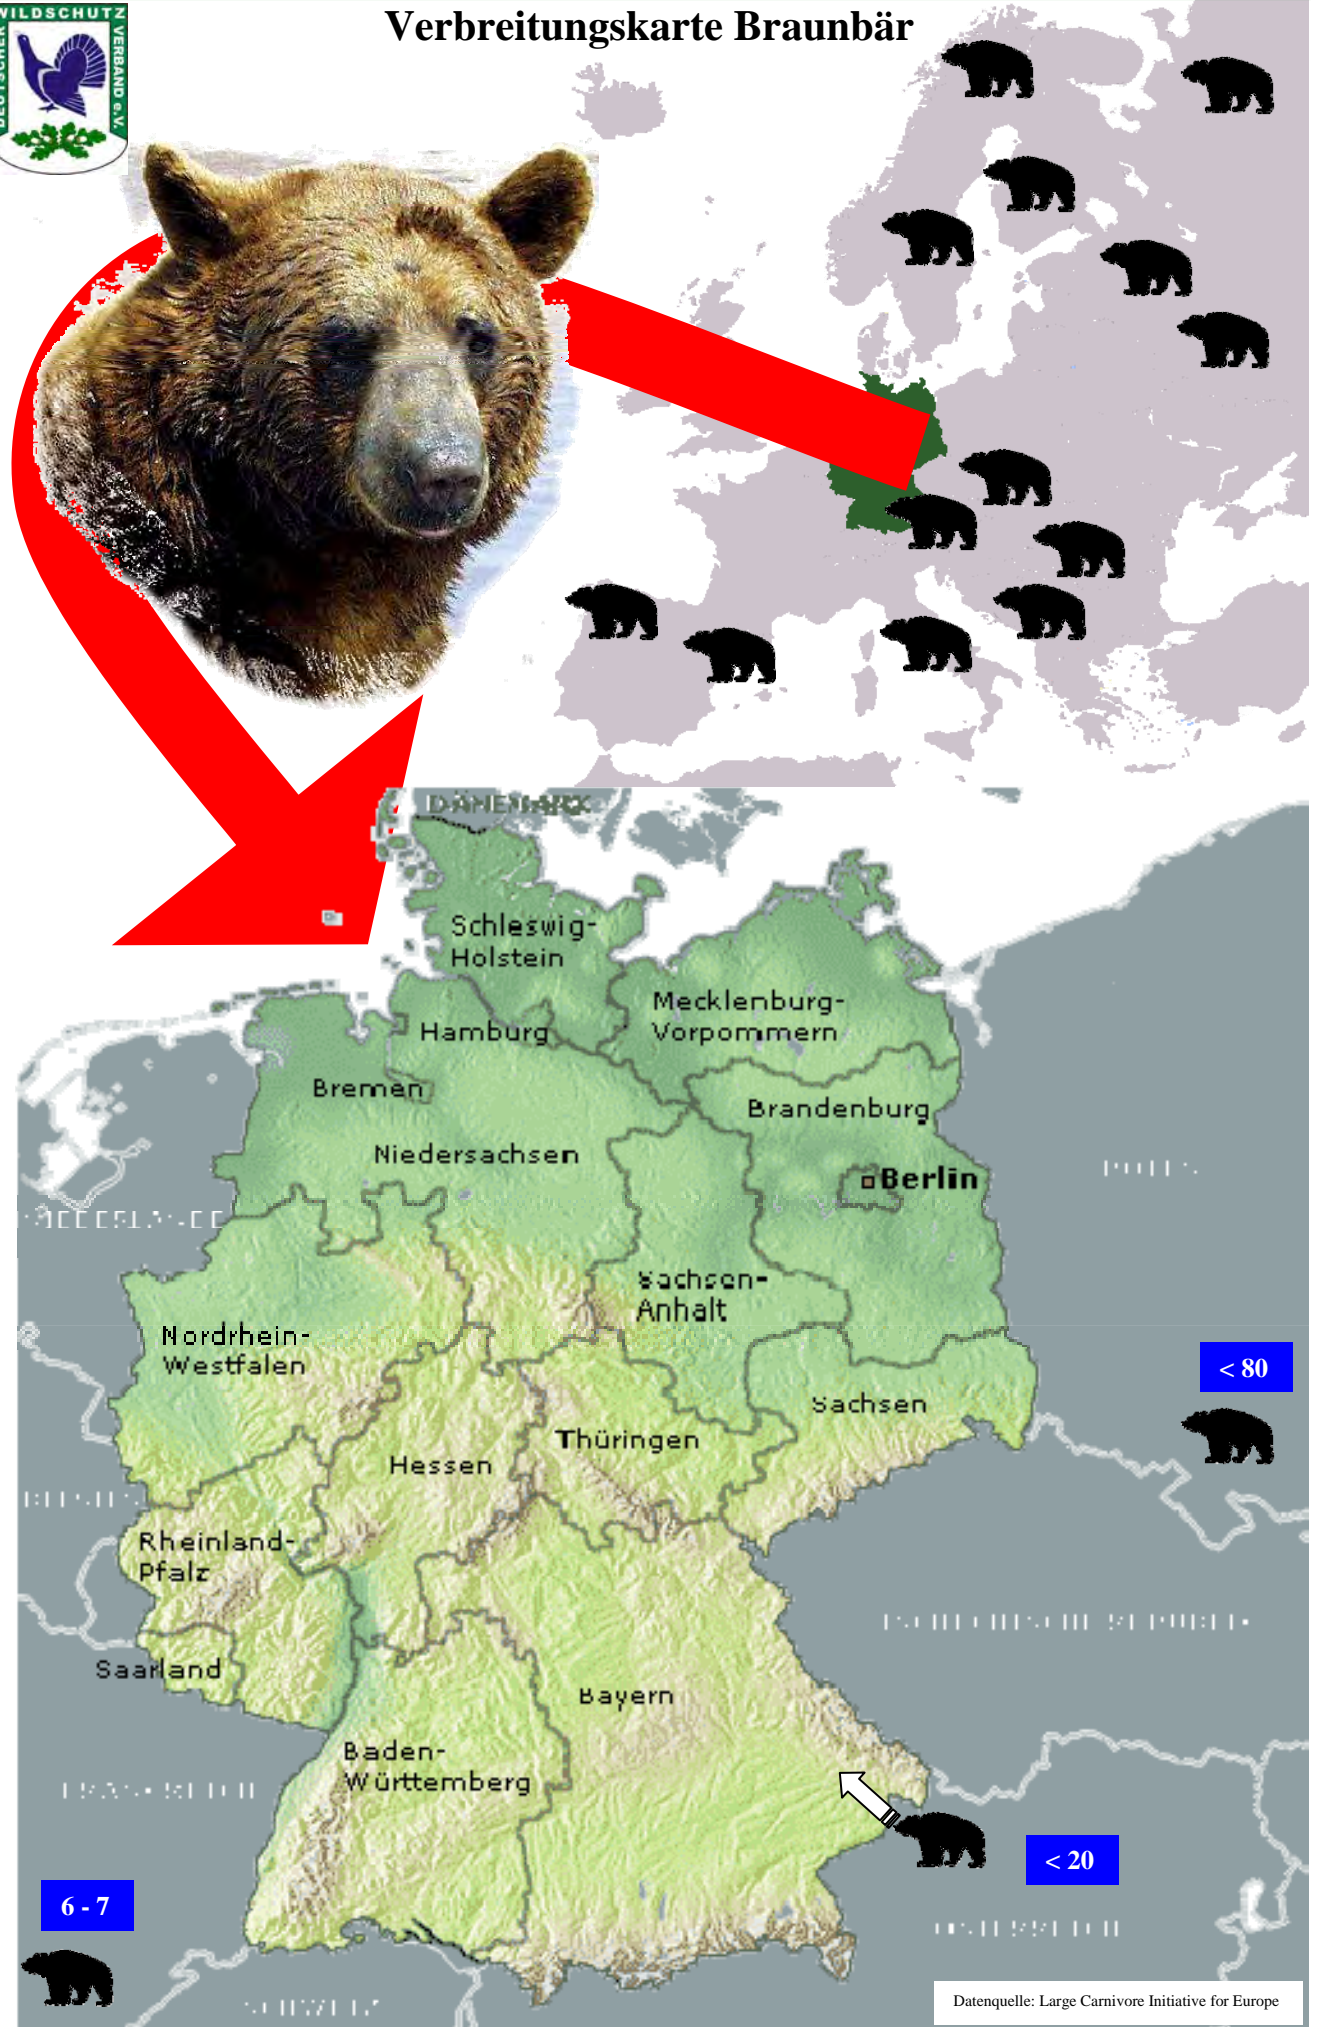 DEUTSCHER
WILDSCHUTZ
VERBAND e.V.
Verbreitungskarte Braunbär
DÄNEMARK
Schleswig-
Holstein
Mecklenburg-
Vorpommern
Hamburg
Bremen
Brandenburg
Niedersachsen
Berlin
Sachsen-
Anhalt
Nordrhein-
Westfalen
< 80
Sachsen
Thüringen
Hessen
Rheinland-
Pfalz
Saarland
Bayern
Baden-
Württemberg
< 20
6 - 7
Datenquelle: Large Carnivore Initiative for Europe